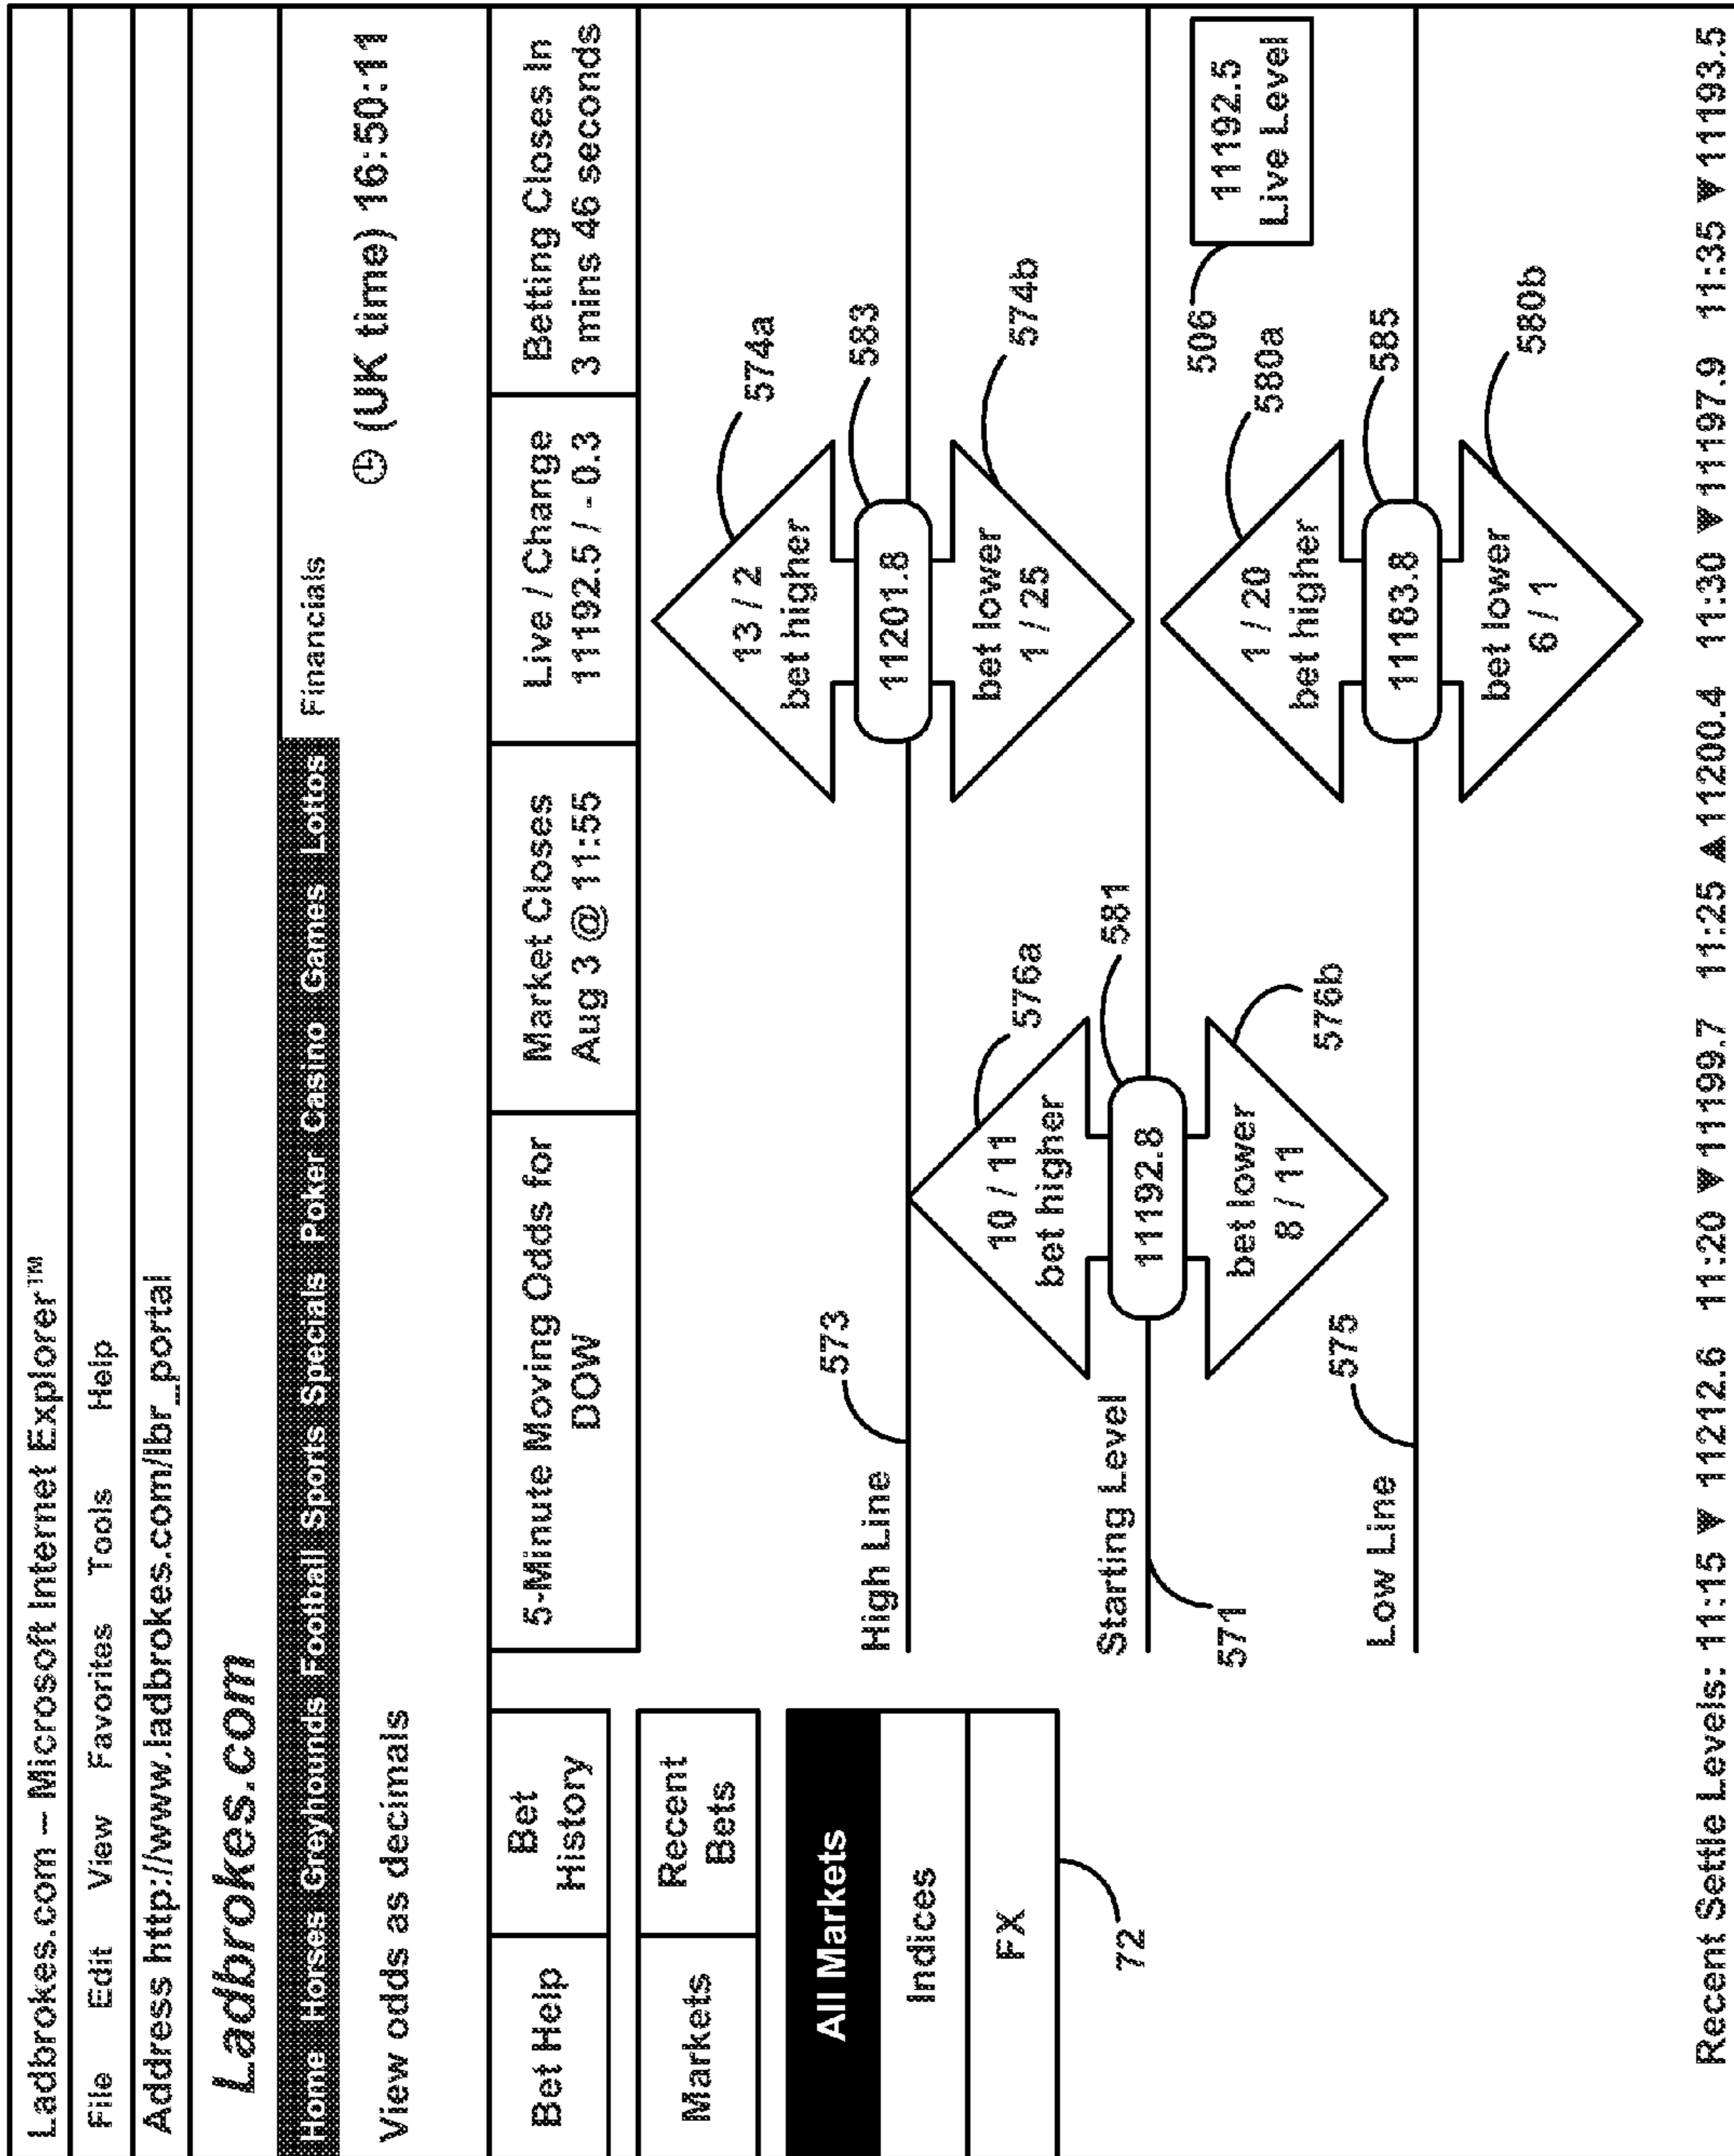 Ladbrokes.com — Microsoft Internet Explorer™
File Edit View Favorites Tools Help
Address http://www.ladbrokes.com/lbr_portal
Ladbrokes.com
Home Horses Greyhounds Football Sports Specials Poker Casino Games Lottos Financials
View odds as decimals
(UK time) 16:50:11
Bet Help
Bet
History
Markets
Recent
Bets
All Markets
Indices
FX
72
5-Minute Moving Odds for
DOW
Market Closes
Aug 3 @ 11:55
Live / Change
11192.5 / - 0.3
Betting Closes In
3 mins 46 seconds
High Line
573
13 / 2
bet higher
574a
11201.8
583
bet lower
1 / 25
574b
Starting Level
571
10 / 11
bet higher
576a
11192.8
581
bet lower
8 / 11
576b
11192.5
Live Level
506
Low Line
575
1 / 20
bet higher
580a
11183.8
585
bet lower
6 / 1
580b
Recent Settle Levels: 11:15 ▼ 11212.6 11:20 ▼11199.7 11:25 ▲11200.4 11:30 ▼11197.9 11:35 ▼11193.5